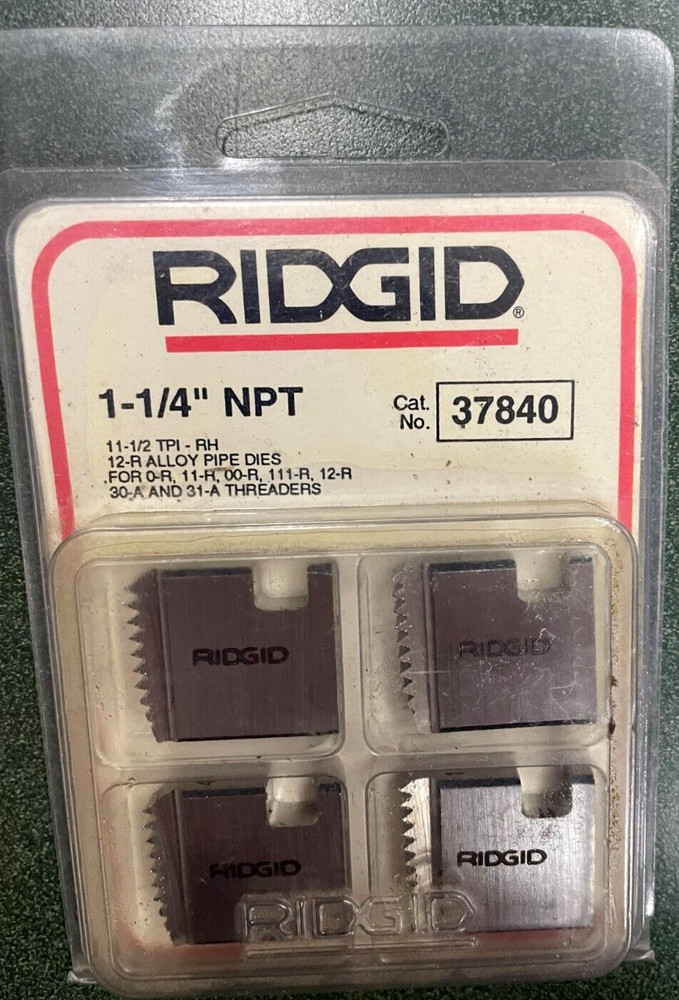 RIDGID®
1-1/4" NPT
Cat. No. 37840
11-1/2 TPI - RH
12-R ALLOY PIPE DIES
FOR 0-R, 11-R, 00-R, 111-R, 12-R
30-A AND 31-A THREADERS
RIDGID
RIDGID
RIDGID
RIDGID
RIDGID